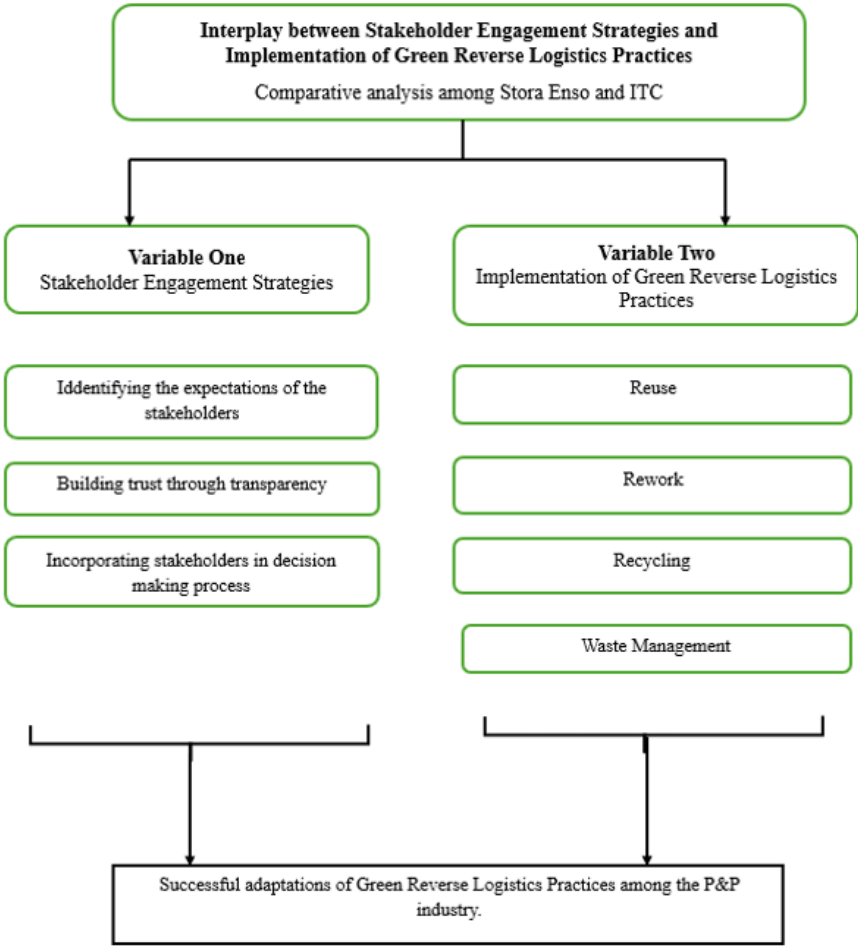 Interplay between Stakeholder Engagement Strategies and
Implementation of Green Reverse Logistics Practices
Comparative analysis among Stora Enso and ITC
Variable One
Stakeholder Engagement Strategies
Variable Two
Implementation of Green Reverse Logistics
Practices
Iddentifying the expectations of the
stakeholders
Building trust through transparency
Incorporating stakeholders in decision
making process
Reuse
Rework
Recycling
Waste Management
Successful adaptations of Green Reverse Logistics Practices among the P&P
industry.